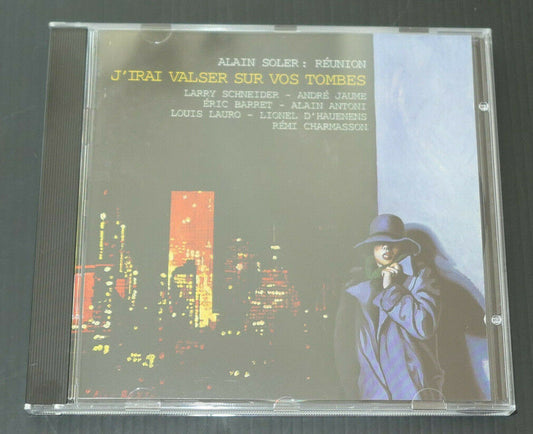 ALAIN SOLER : RÉUNION
J'IRAI VALSER SUR VOS TOMBES
LARRY SCHNEIDER - ANDRÉ JAUME
ÉRIC BARRET - ALAIN ANTONI
LOUIS LAURO - LIONEL D'HAUENENS
RÉMI CHARMASSON